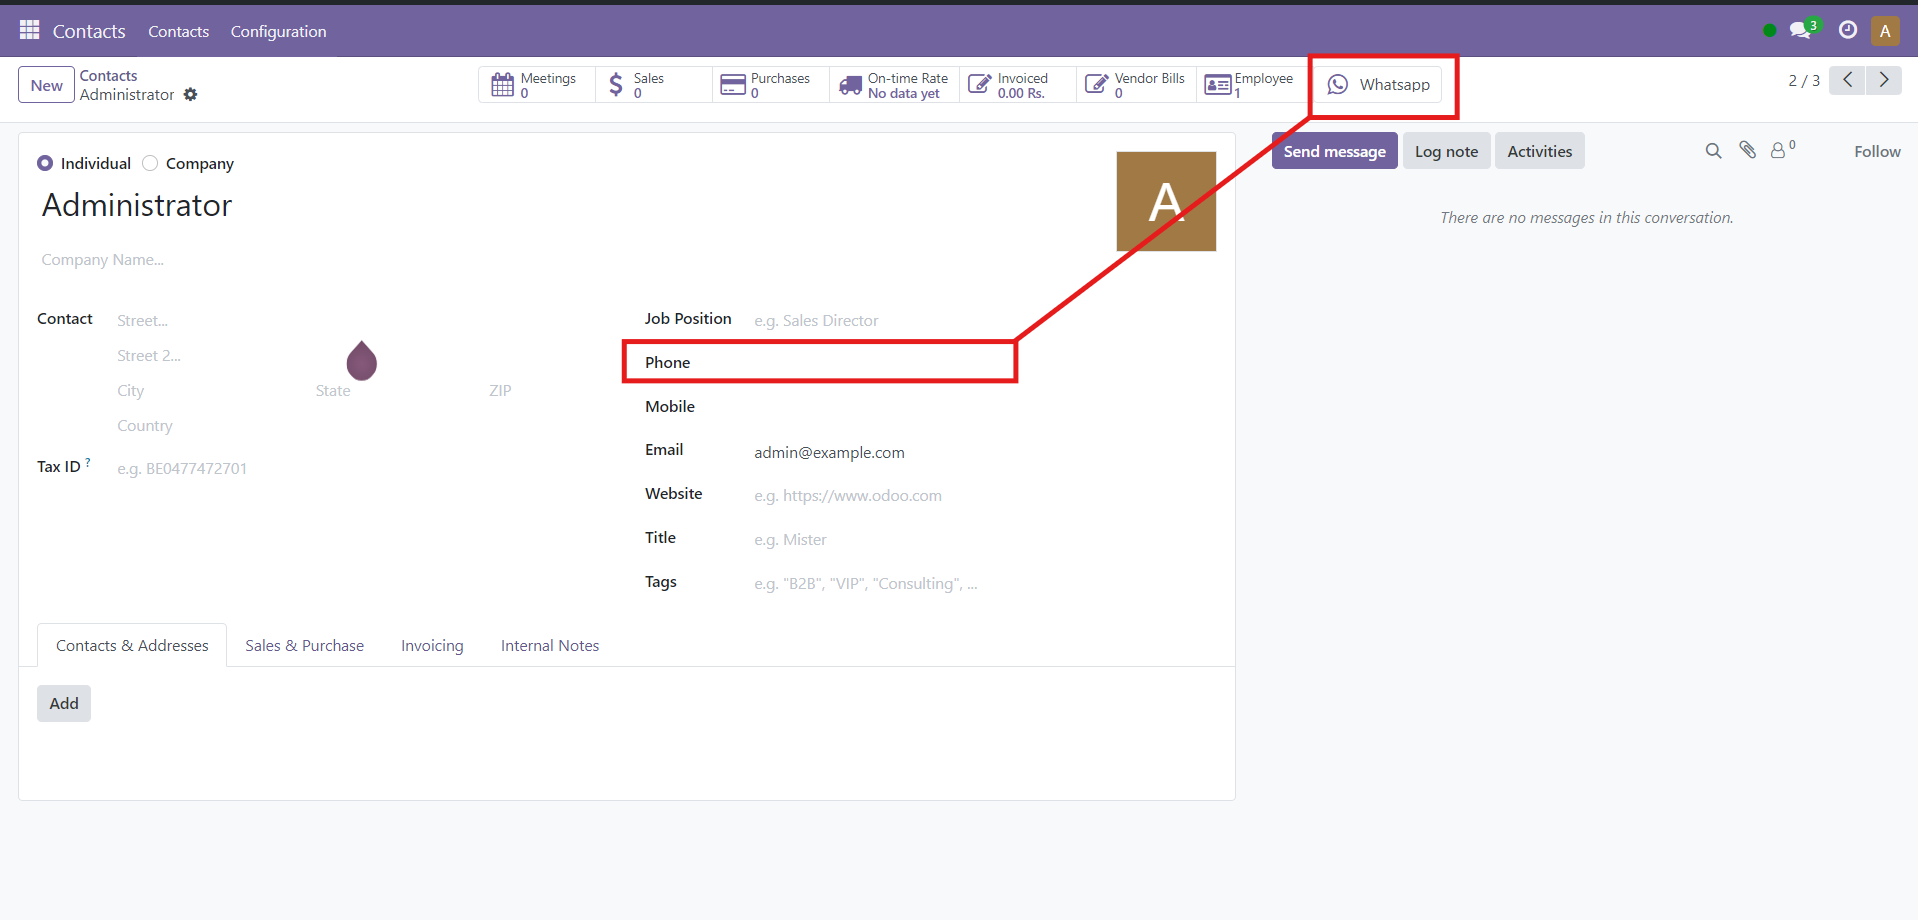 Contacts Contacts Configuration 3 A
New Contacts
Administrator
Meetings 0
Sales 0
Purchases 0
On-time Rate No data yet
Invoiced 0.00 Rs.
Vendor Bills 0
Employee 1
Whatsapp
2 / 3
Individual Company
Administrator
A
Company Name...
Send message Log note Activities 0 Follow
There are no messages in this conversation.
Contact Street...
Street 2...
City State ZIP
Country
Tax ID ? e.g. BE0477472701
Job Position e.g. Sales Director
Phone
Mobile
Email admin@example.com
Website e.g. https://www.odoo.com
Title e.g. Mister
Tags e.g. "B2B", "VIP", "Consulting", ...
Contacts & Addresses Sales & Purchase Invoicing Internal Notes
Add